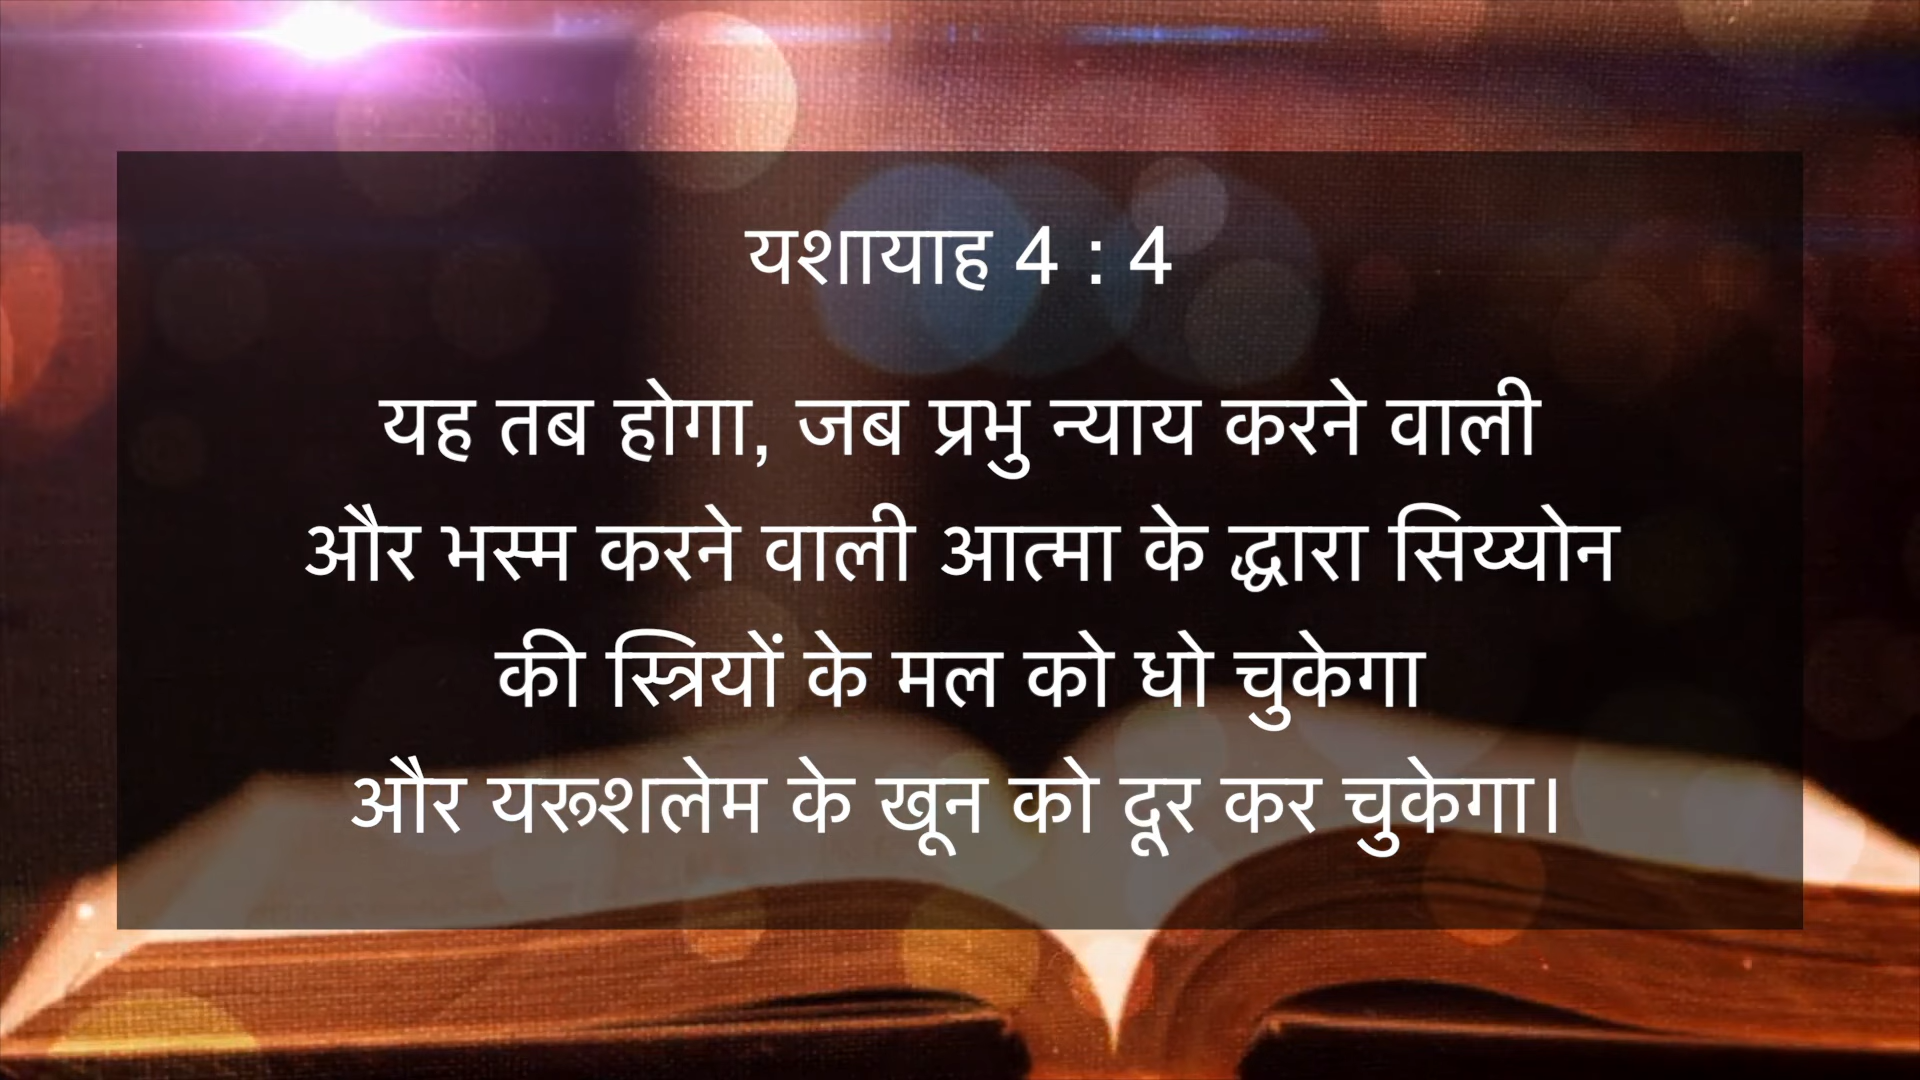 यशायाह 4 : 4
यह तब होगा, जब प्रभु न्याय करने वाली
और भस्म करने वाली आत्मा के द्धारा सिय्योन
की स्त्रियों के मल को धो चुकेगा
और यरूशलेम के खून को दूर कर चुकेगा।